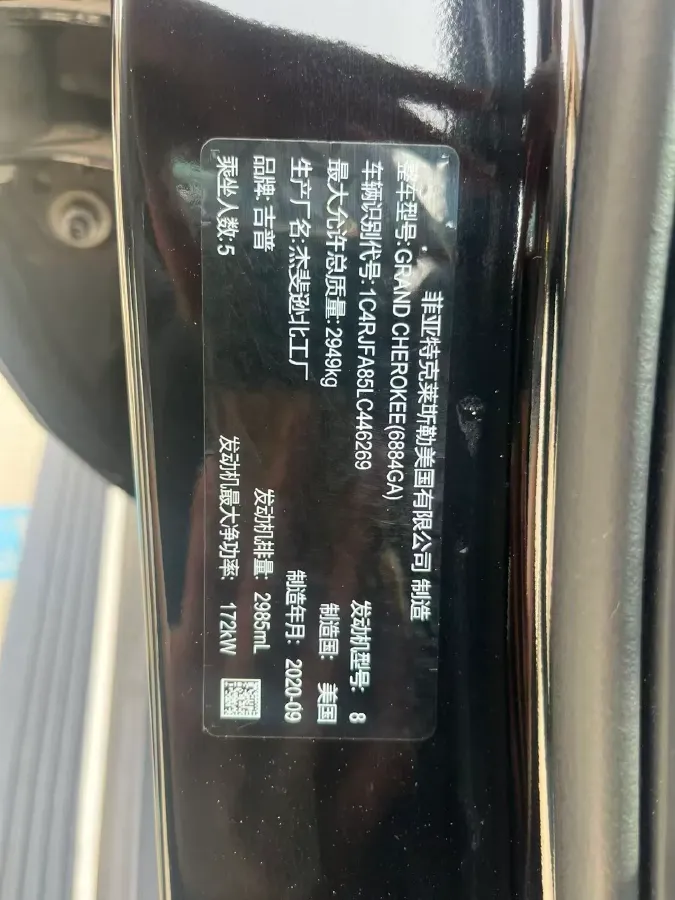 菲亚特克莱斯勒美国有限公司 制造
整车型号:GRAND CHEROKEE(6884GA)
车辆识别代号:1C4RJFA85LC446269 发动机型号: 8
最大允许总质量:2949kg 制造国: 美国
生产厂名:杰斐逊北工厂 制造年月: 2020-09
品牌:吉普 发动机排量: 2985mL
乘坐人数:5 发动机最大净功率: 172kW